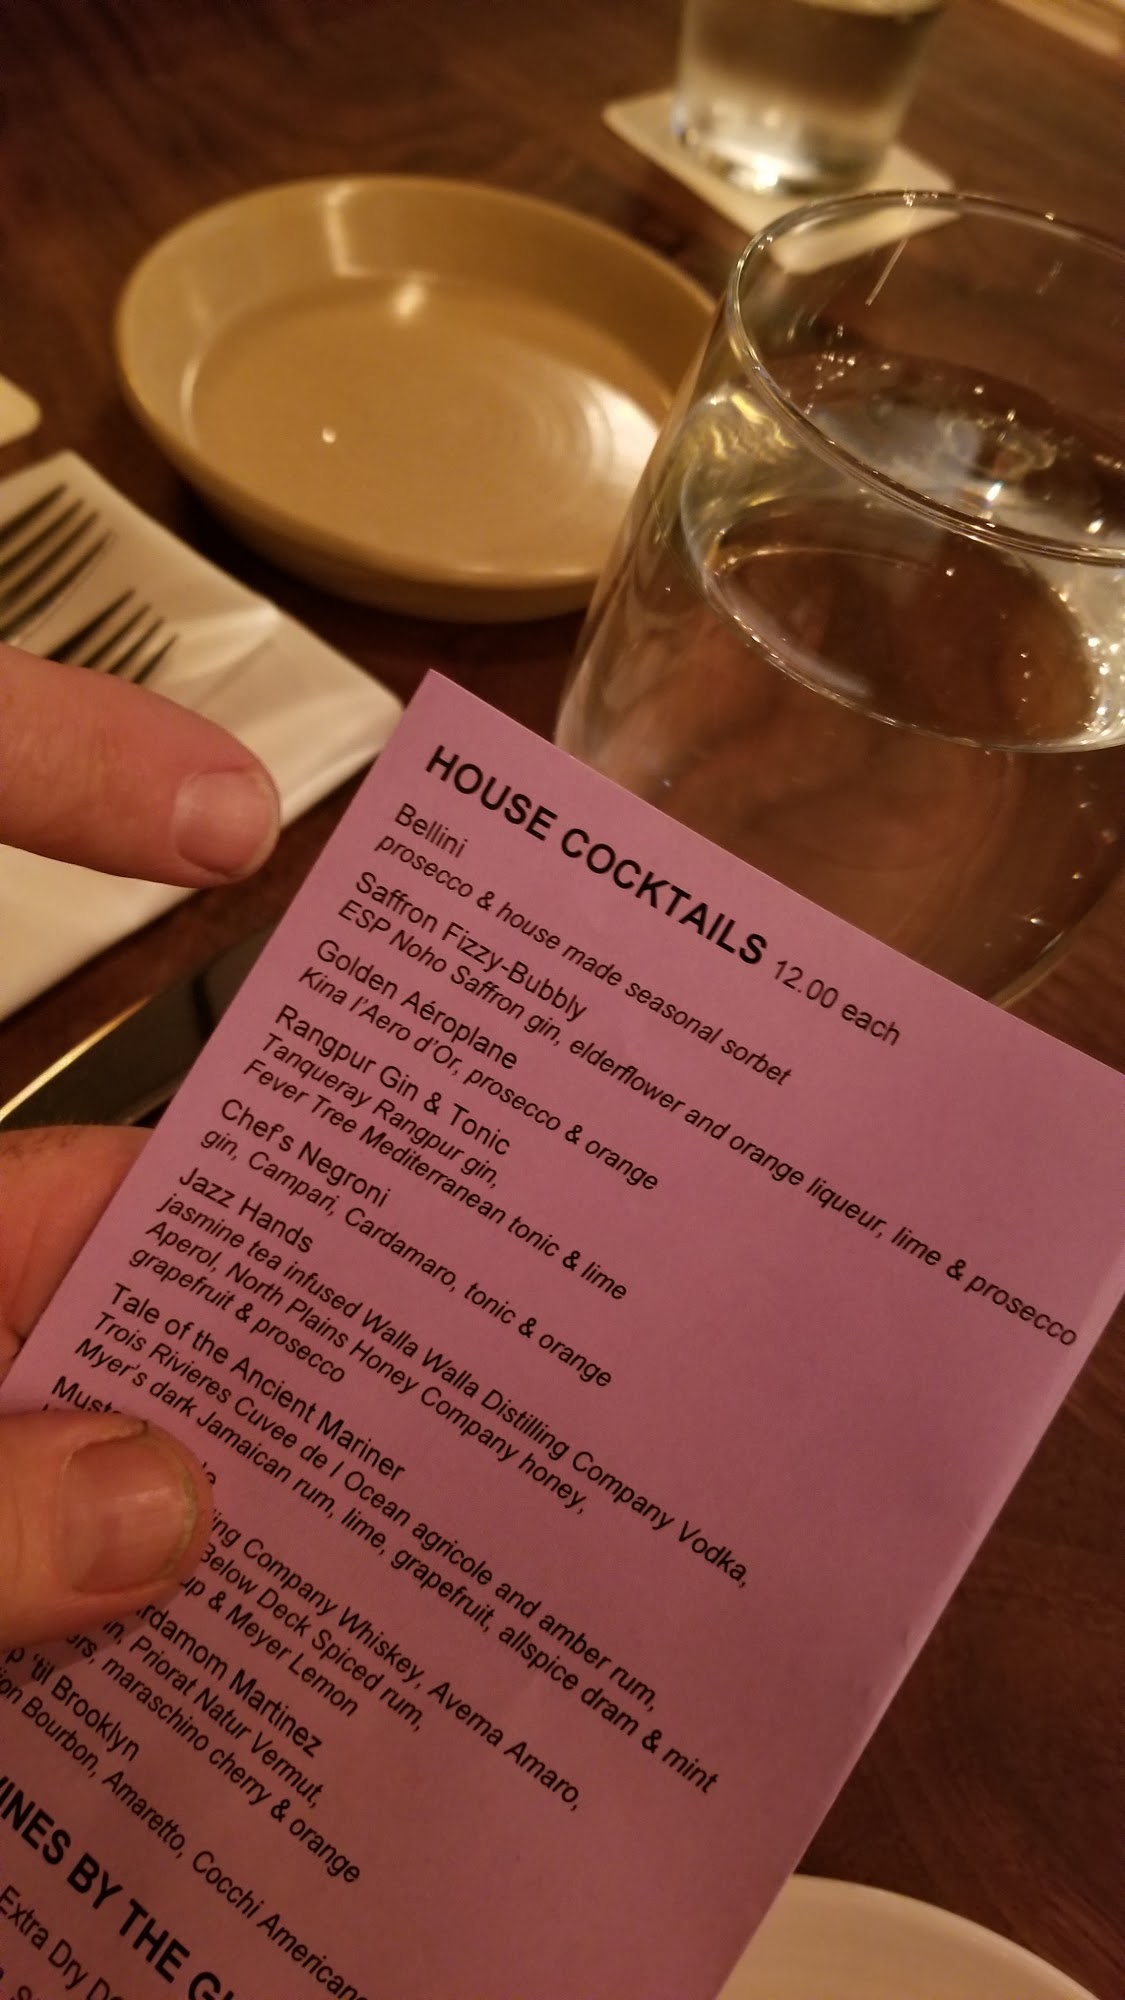 HOUSE COCKTAILS 12.00 each
Bellini
prosecco & house made seasonal sorbet
Saffron Fizzy-Bubbly
ESP Noho Saffron gin, elderflower and orange liqueur, lime & prosecco
Golden Aéroplane
Kina l'Aero d'Or, prosecco & orange
Rangpur Gin & Tonic
Tanqueray Rangpur gin,
Fever Tree Mediterranean tonic & lime
Chef's Negroni
gin, Campari, Cardamaro, tonic & orange
Jazz Hands
jasmine tea infused Walla Walla Distilling Company Vodka,
Aperol, North Plains Honey Company honey,
grapefruit & prosecco
Tale of the Ancient Mariner
Trois Rivieres Cuvee de l Ocean agricole and amber rum,
Myer's dark Jamaican rum, lime, grapefruit, allspice dram & mint
Company Whiskey, Averna Amaro,
Below Deck Spiced rum,
& Meyer Lemon
Martinez
Priorat Natur Vermut,
maraschino cherry & orange
'til Brooklyn
Bourbon, Amaretto, Cocchi Americano
BY THE
Extra Dry